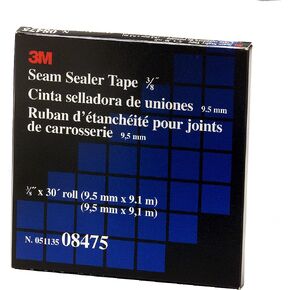 3M
Seam Sealer Tape 3/8"
Cinta selladora de uniones 9.5 mm
Ruban d'étanchéité pour joints
de carrosserie 9,5 mm
3/8" x 30´ roll (9.5 mm x 9.1 m)
(9,5 mm x 9,1 m)
N. 051135 08475